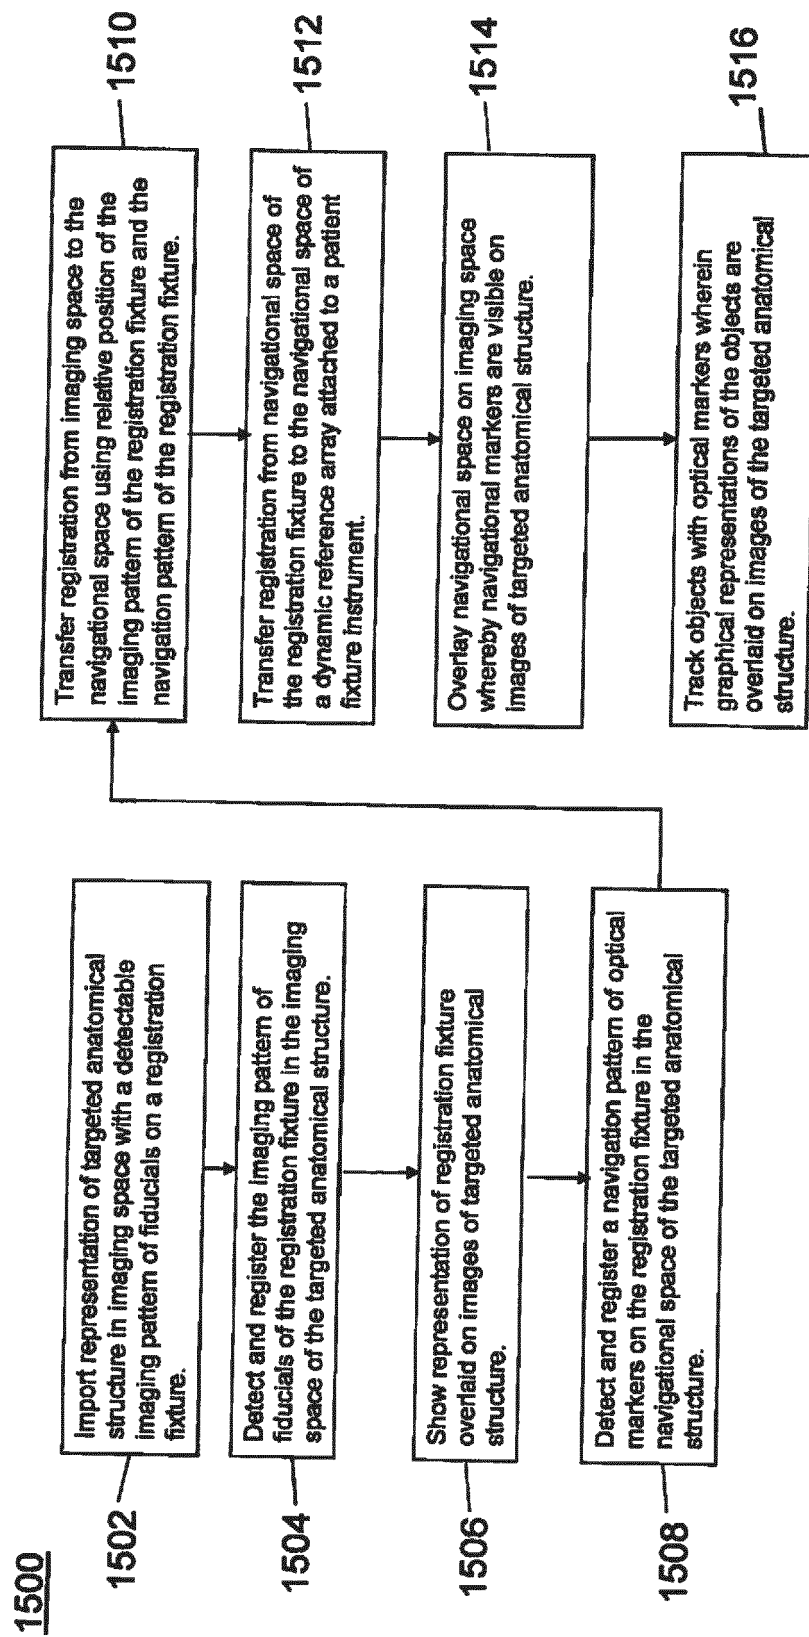 1500
1502
Import representation of targeted anatomical
structure in imaging space with a detectable
imaging pattern of fiducials on a registration
fixture.
1504
Detect and register the imaging pattern of
fiducials of the registration fixture in the imaging
space of the targeted anatomical structure.
1506
Show representation of registration fixture
overlaid on images of targeted anatomical
structure.
1508
Detect and register a navigation pattern of optical
markers on the registration fixture in the
navigational space of the targeted anatomical
structure.
1510
Transfer registration from imaging space to the
navigational space using relative position of the
imaging pattern of the registration fixture and the
navigation pattern of the registration fixture.
1512
Transfer registration from navigational space of
the registration fixture to the navigational space of
a dynamic reference array attached to a patient
fixture instrument.
1514
Overlay navigational space on imaging space
whereby navigational markers are visible on
images of targeted anatomical structure.
1516
Track objects with optical markers wherein
graphical representations of the objects are
overlaid on images of the targeted anatomical
structure.